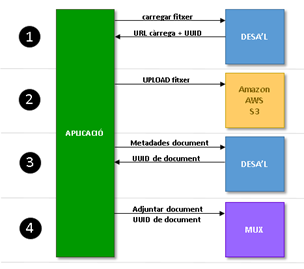 1
carregar fitxer
URL càrrega + UUID
DESA'L
2
UPLOAD fitxer
Amazon
AWS
S3
APLICACIÓ
3
Metadades document
UUID de document
DESA'L
4
Adjuntar document
UUID de document
MUX